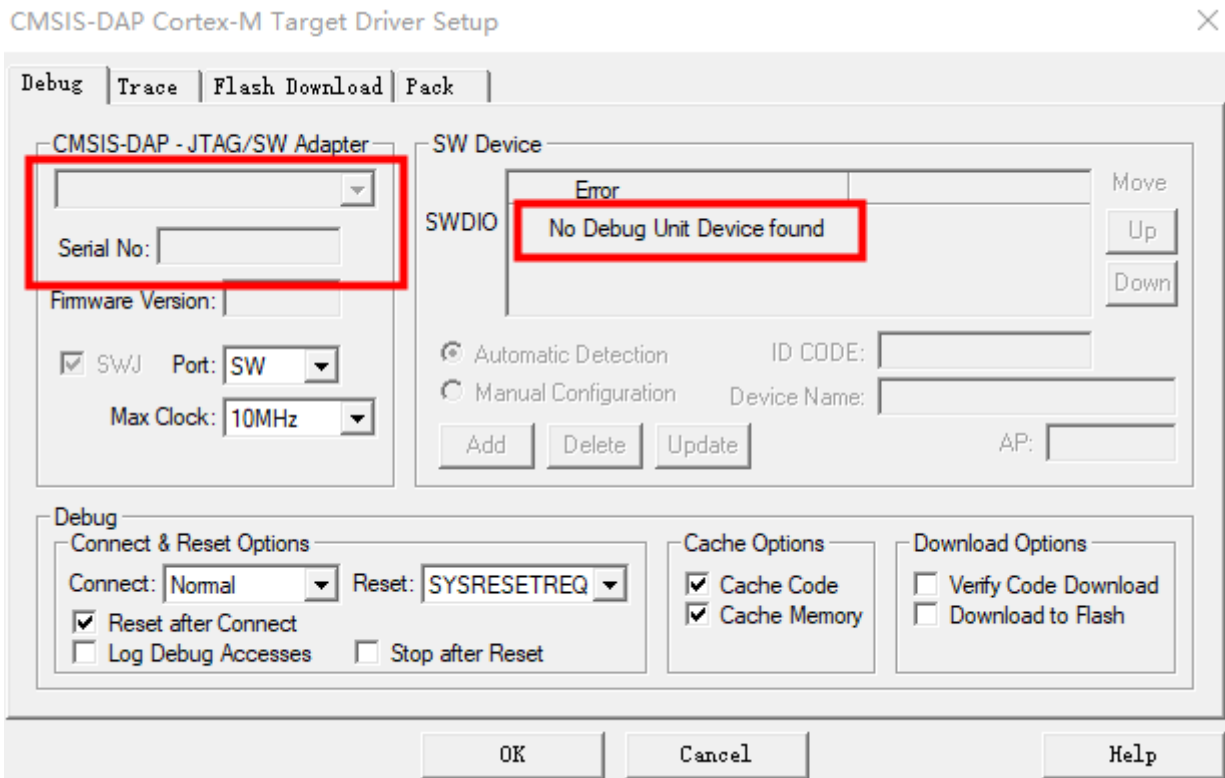 CMSIS-DAP Cortex-M Target Driver Setup
Debug Trace Flash Download Pack
CMSIS-DAP - JTAG/SW Adapter
Serial No:
Firmware Version:
SWJ Port: SW
Max Clock: 10MHz
SW Device
Error
SWDIO No Debug Unit Device found
Move
Up
Down
Automatic Detection ID CODE:
Manual Configuration Device Name:
Add Delete Update AP:
Debug
Connect & Reset Options
Connect: Normal Reset: SYSRESETREQ
Reset after Connect
Log Debug Accesses Stop after Reset
Cache Options
Cache Code
Cache Memory
Download Options
Verify Code Download
Download to Flash
OK Cancel Help